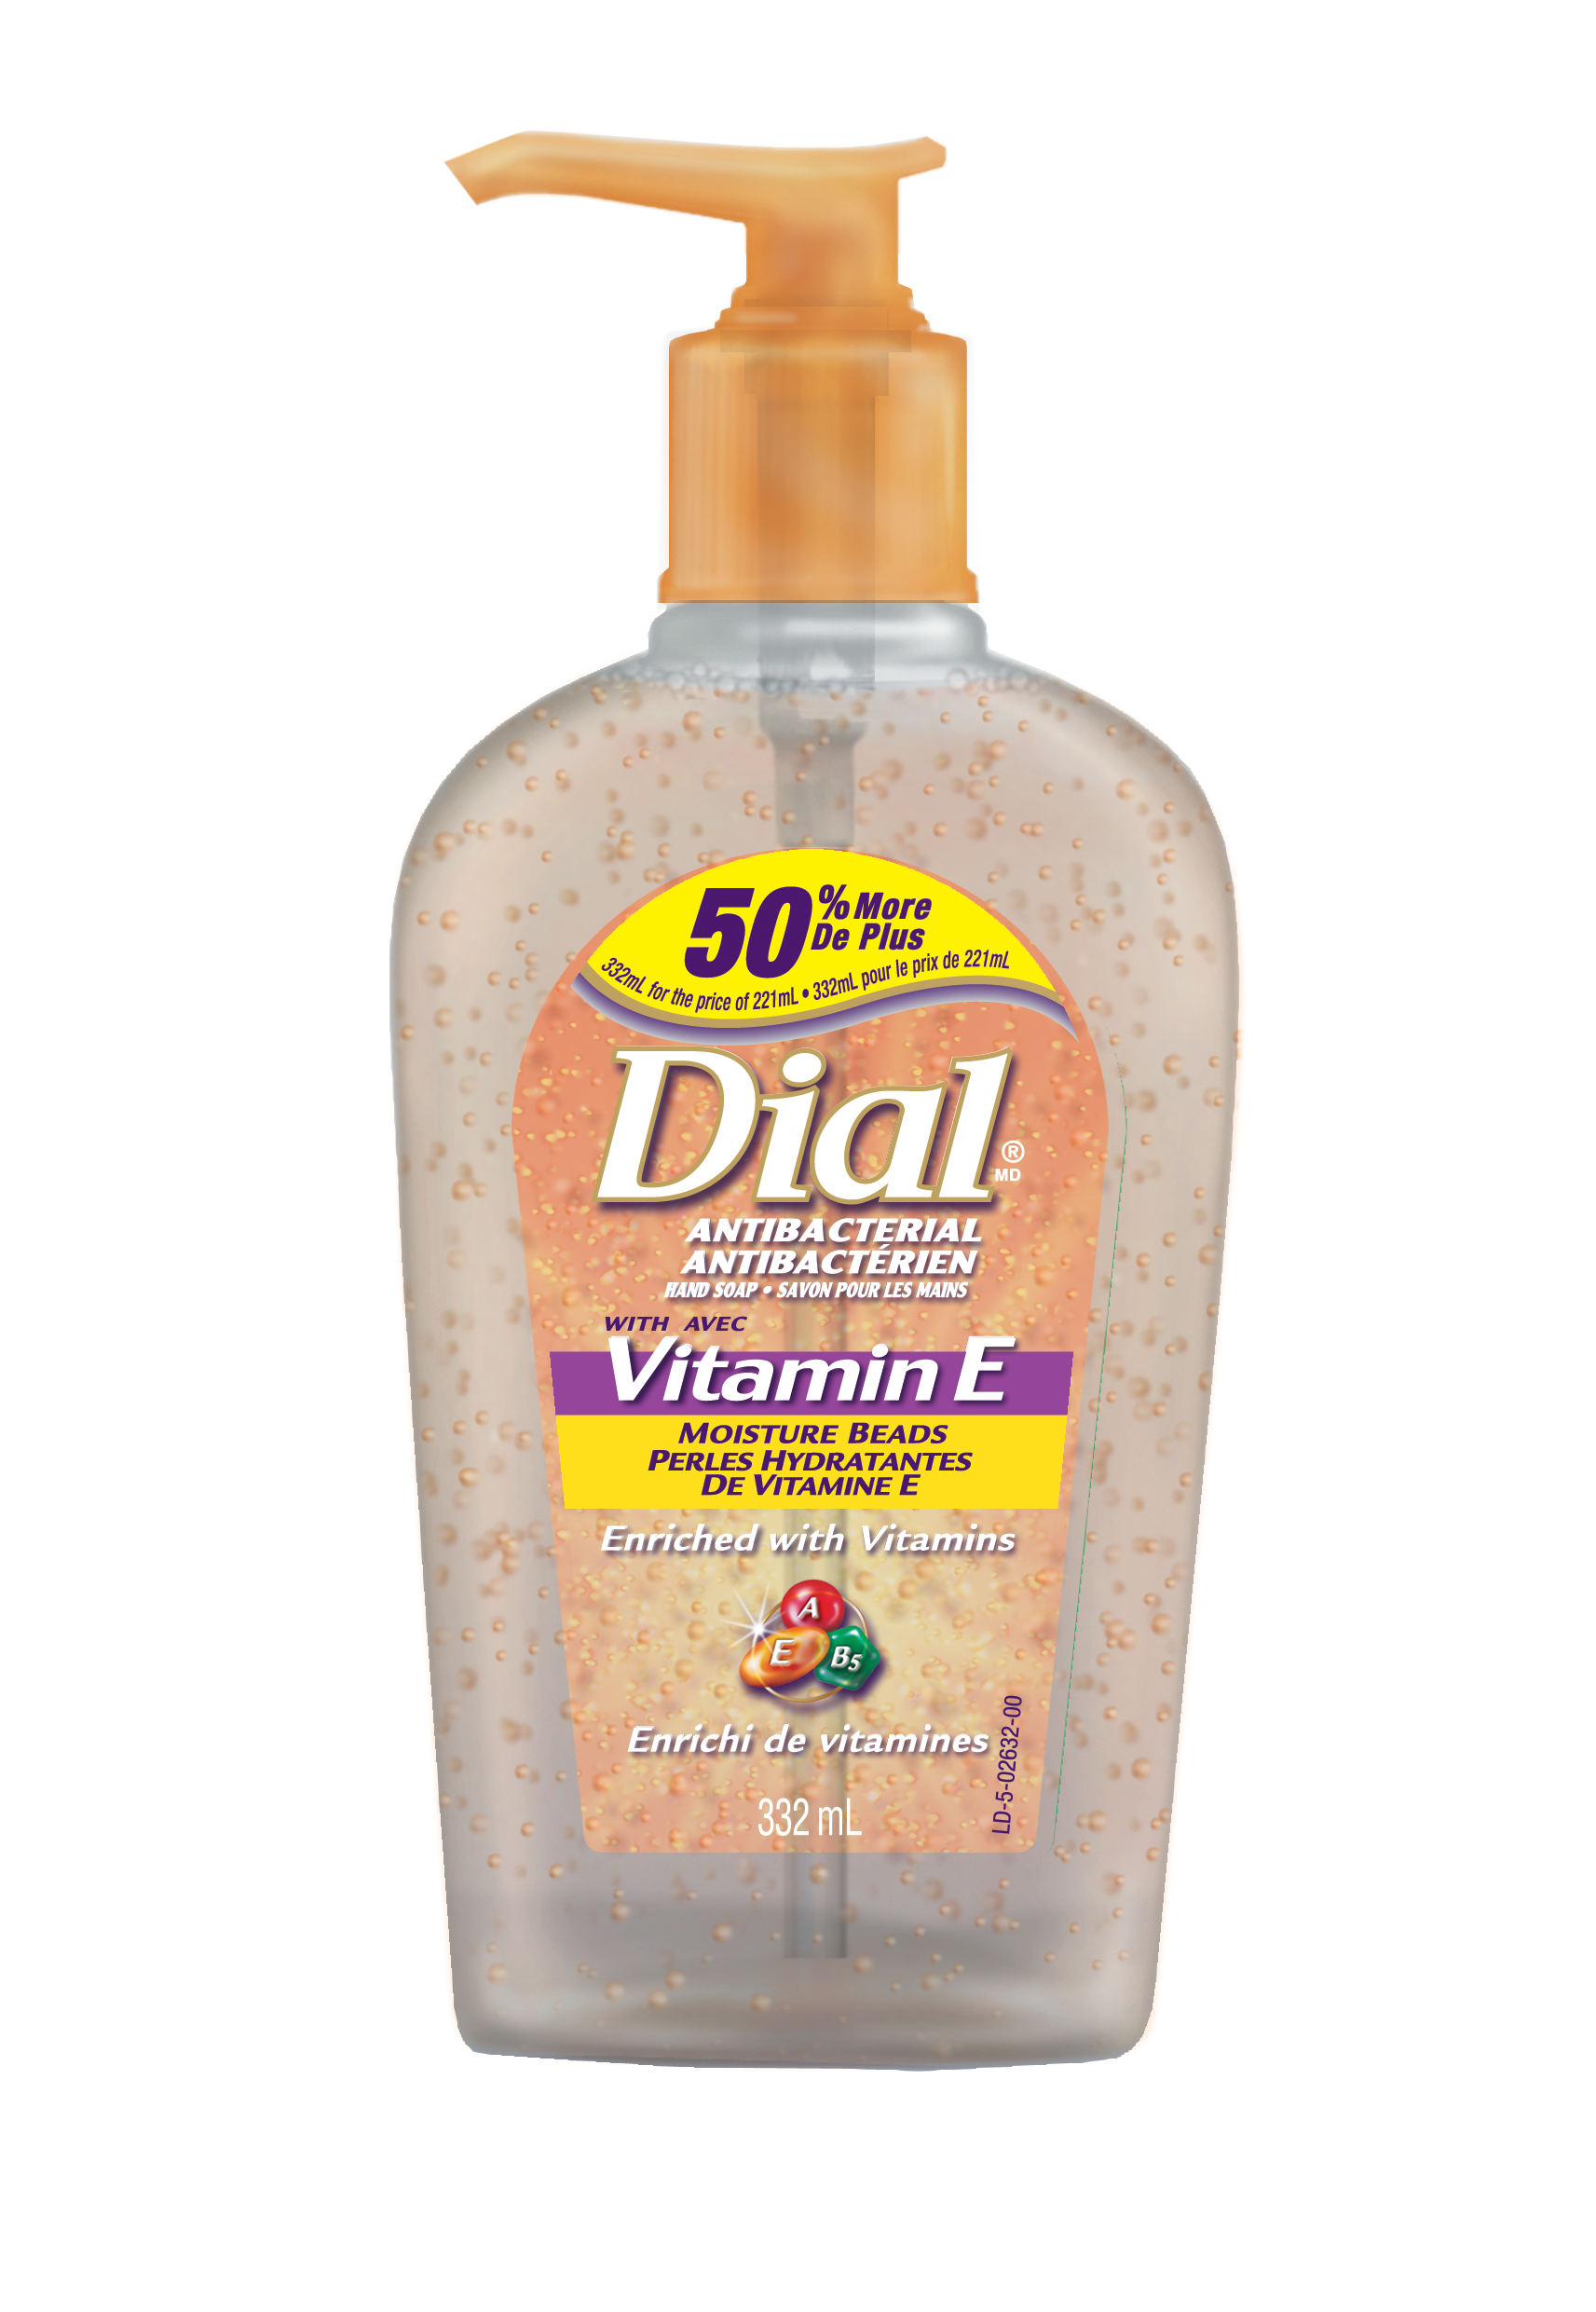 50% More
De Plus
332mL for the price of 221mL • 332mL pour le prix de 221mL
Dial®
MD
ANTIBACTERIAL
ANTIBACTÉRIEN
HAND SOAP • SAVON POUR LES MAINS
WITH AVEC
Vitamin E
MOISTURE BEADS
PERLES HYDRATANTES
DE VITAMINE E
Enriched with Vitamins
A
E B5
Enrichi de vitamines
332 mL
LD-5-02632-00